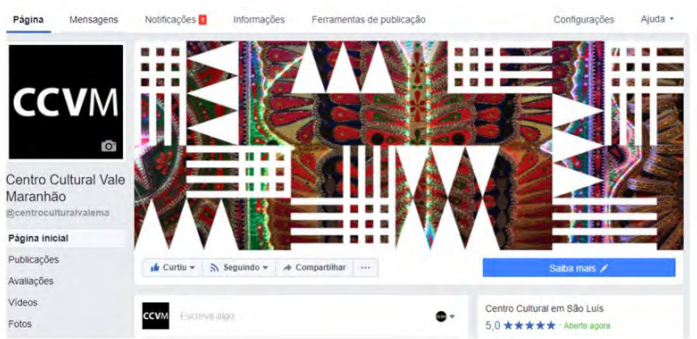 Página Mensagens Notificações 1 Informações Ferramentas de publicação Configurações Ajuda
CCVM
Centro Cultural Vale
Maranhão
@centroculturalvalema
Página inicial
Publicações
Avaliações
Vídeos
Fotos
Curtiu Seguindo Compartilhar ... Saiba mais
CCVM Escreva algo...
Centro Cultural em São Luís
5,0 ★★★★★ · Aberto agora